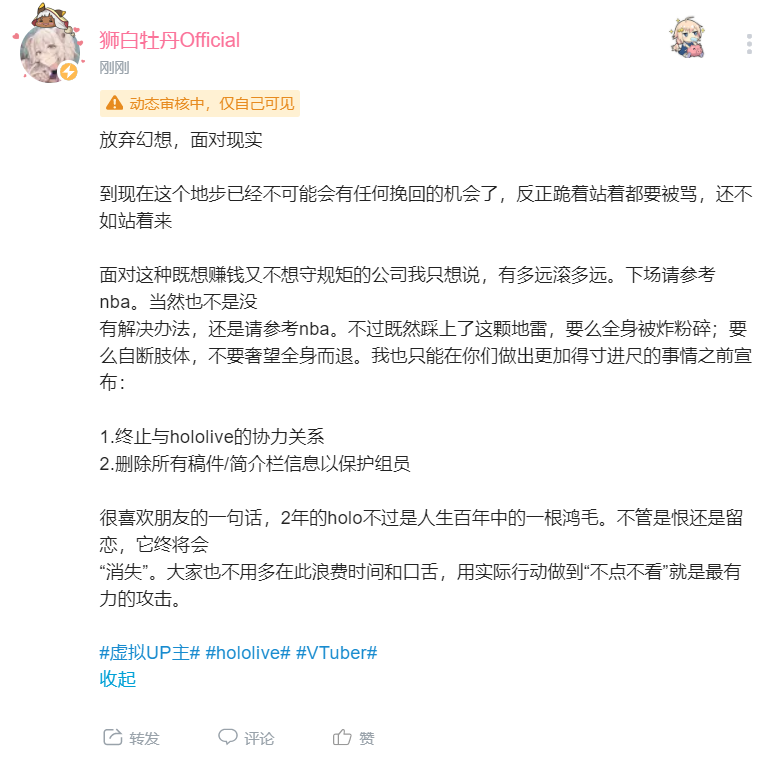 狮白牡丹Official
刚刚
动态审核中，仅自己可见
放弃幻想，面对现实
到现在这个地步已经不可能会有任何挽回的机会了，反正跪着站着都要被骂，还不
如站着来
面对这种既想赚钱又不想守规矩的公司我只想说，有多远滚多远。下场请参考
nba。当然也不是没
有解决办法，还是请参考nba。不过既然踩上了这颗地雷，要么全身被炸粉碎；要
么自断肢体，不要奢望全身而退。我也只能在你们做出更加得寸进尺的事情之前宣
布：
1.终止与hololive的协力关系
2.删除所有稿件/简介栏信息以保护组员
很喜欢朋友的一句话，2年的holo不过是人生百年中的一根鸿毛。不管是恨还是留
恋，它终将会
“消失”。大家也不用多在此浪费时间和口舌，用实际行动做到“不点不看”就是最有
力的攻击。
#虚拟UP主# #hololive# #VTuber#
收起
转发 评论 赞